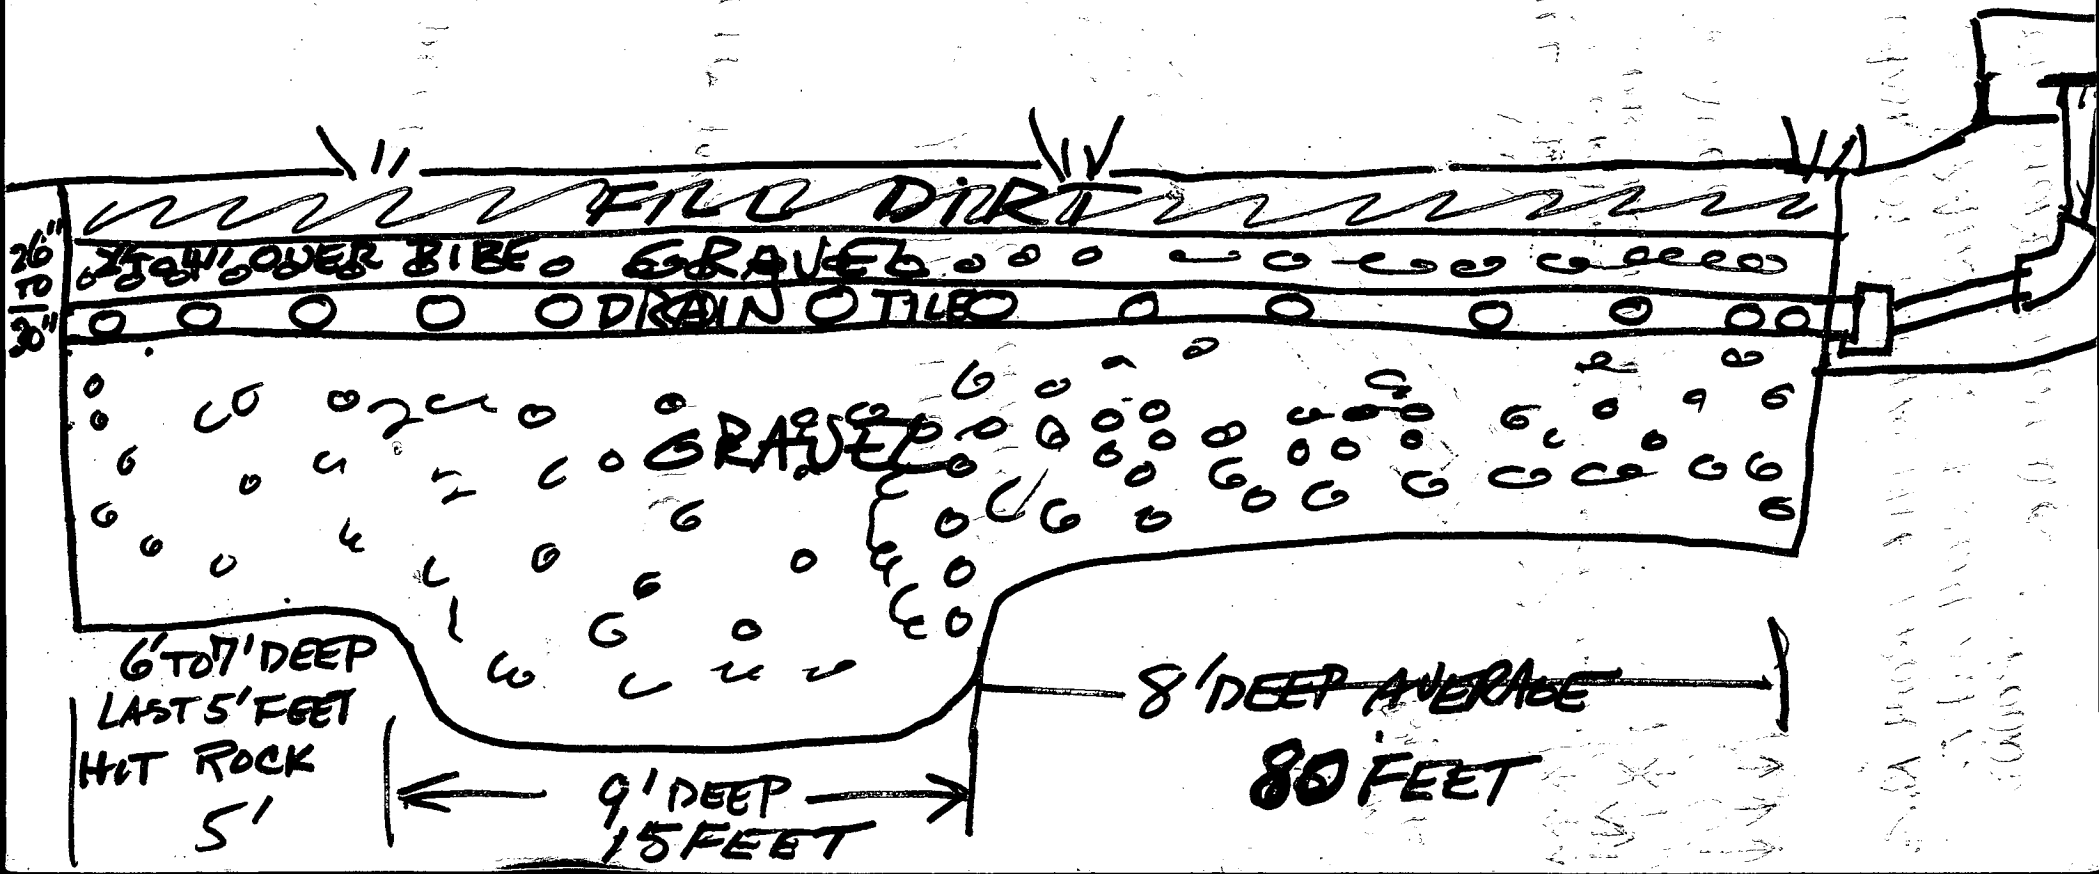 FILL DIRT
26"
TO
30"
OVER BIBE GRAVEL
DRAIN TILE
GRAVEL
6' TO 7' DEEP
LAST 5' FEET
HIT ROCK
5'
9' DEEP
15 FEET
8' DEEP AVERAGE
80 FEET